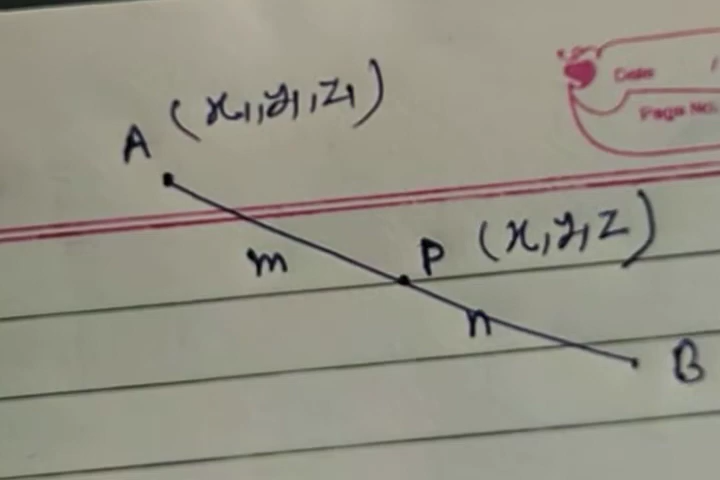 A (x₁,y₁,z₁)
Date /
Page No.
m
P (x,y,z)
n
B